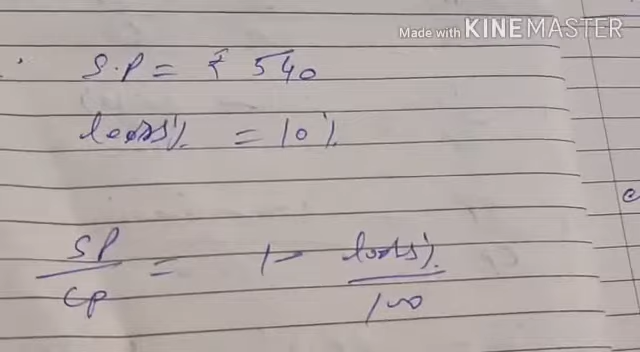 Made with KINEMASTER
S.P = ₹ 540
loss% = 10%
SP/CP = 1 - loss%/100